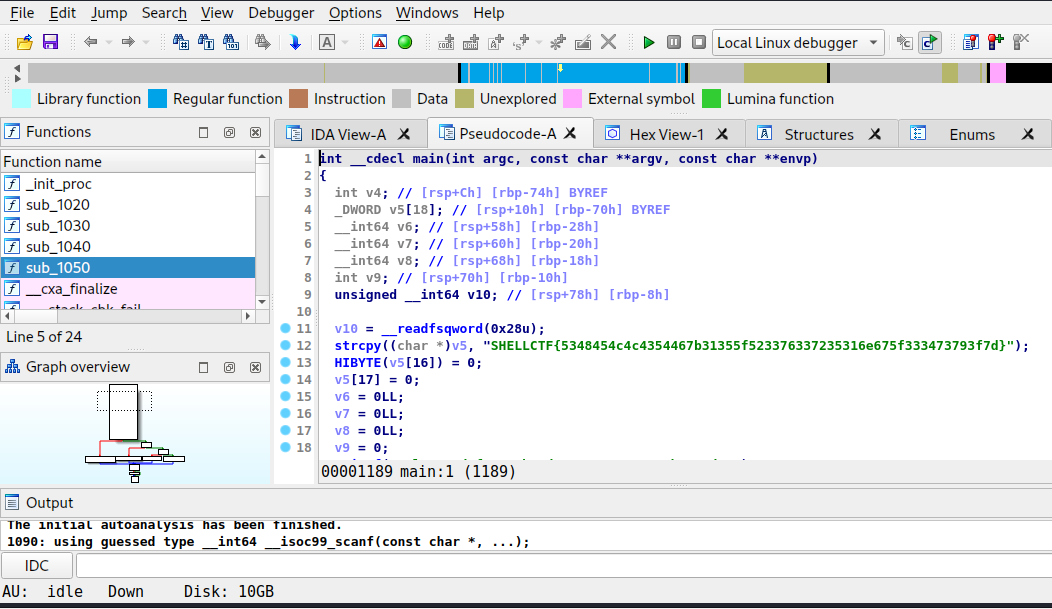 File Edit Jump Search View Debugger Options Windows Help
Local Linux debugger
Library function Regular function Instruction Data Unexplored External symbol Lumina function
Functions
IDA View-A Pseudocode-A Hex View-1 Structures Enums
Function name
_init_proc
sub_1020
sub_1030
sub_1040
sub_1050
__cxa_finalize
Line 5 of 24
Graph overview
1 int __cdecl main(int argc, const char **argv, const char **envp)
2 {
3 int v4; // [rsp+Ch] [rbp-74h] BYREF
4 _DWORD v5[18]; // [rsp+10h] [rbp-70h] BYREF
5 __int64 v6; // [rsp+58h] [rbp-28h]
6 __int64 v7; // [rsp+60h] [rbp-20h]
7 __int64 v8; // [rsp+68h] [rbp-18h]
8 int v9; // [rsp+70h] [rbp-10h]
9 unsigned __int64 v10; // [rsp+78h] [rbp-8h]
10
11 v10 = __readfsqword(0x28u);
12 strcpy((char *)v5, "SHELLCTF{5348454c4c4354467b31355f523376337235316e675f333473793f7d}");
13 HIBYTE(v5[16]) = 0;
14 v5[17] = 0;
15 v6 = 0LL;
16 v7 = 0LL;
17 v8 = 0LL;
18 v9 = 0;
00001189 main:1 (1189)
Output
The initial autoanalysis has been finished.
1090: using guessed type __int64 __isoc99_scanf(const char *, ...);
IDC
AU: idle Down Disk: 10GB